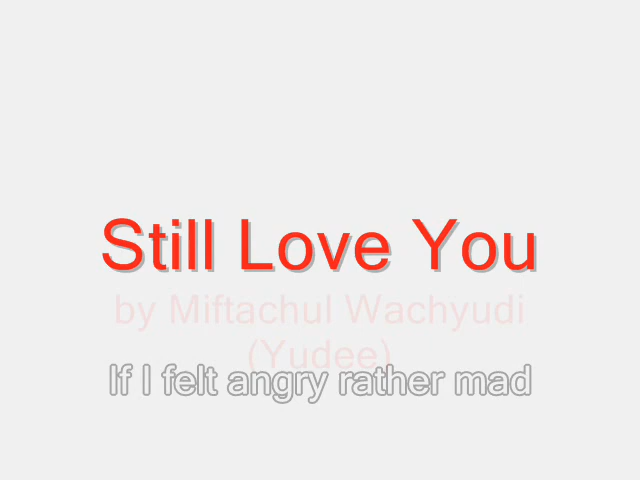 Still Love You
by Miftachul Wachyudi
(Yudee)
If I felt angry rather mad